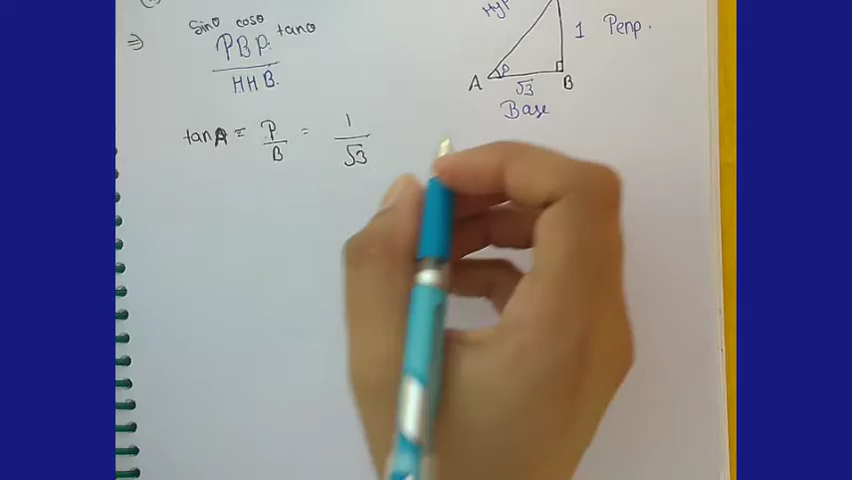 sinθ cosθ tanθ
⇒ PBP
HHB
Hyp
1 Perp.
θ
A √3 B
Base
tanA = P/B = 1/√3